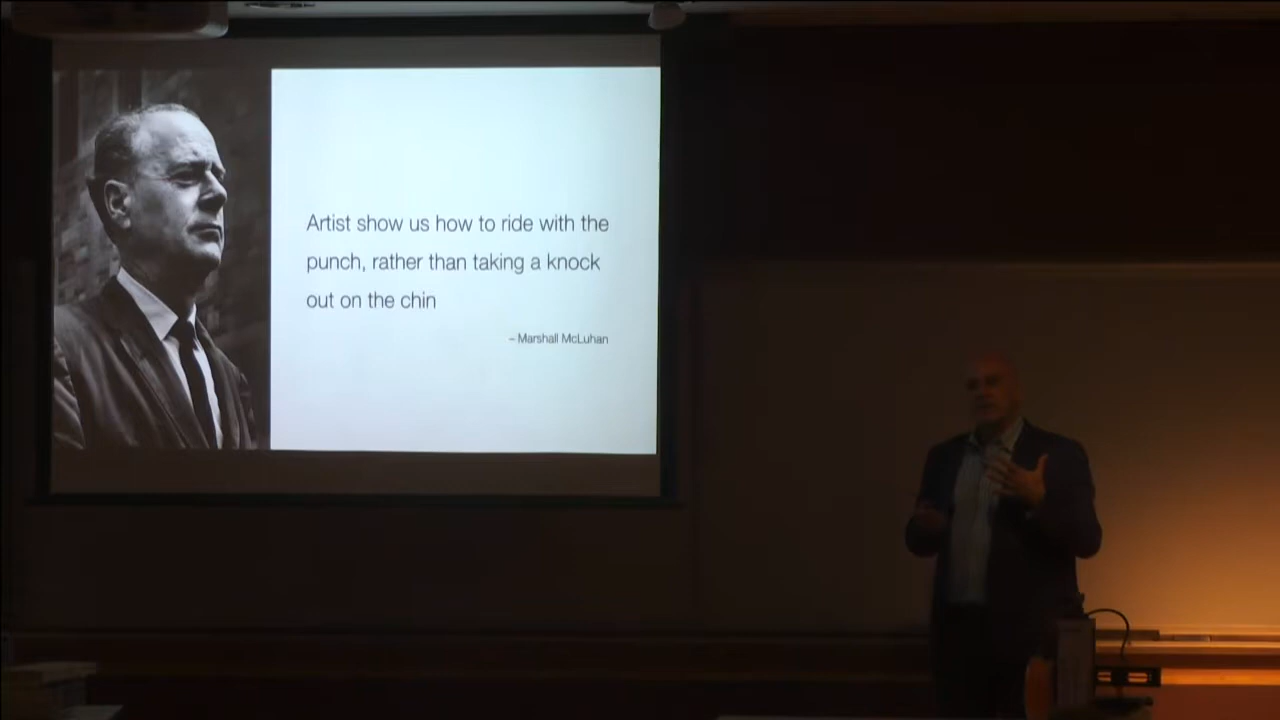 Artist show us how to ride with the
punch, rather than taking a knock
out on the chin
– Marshall McLuhan